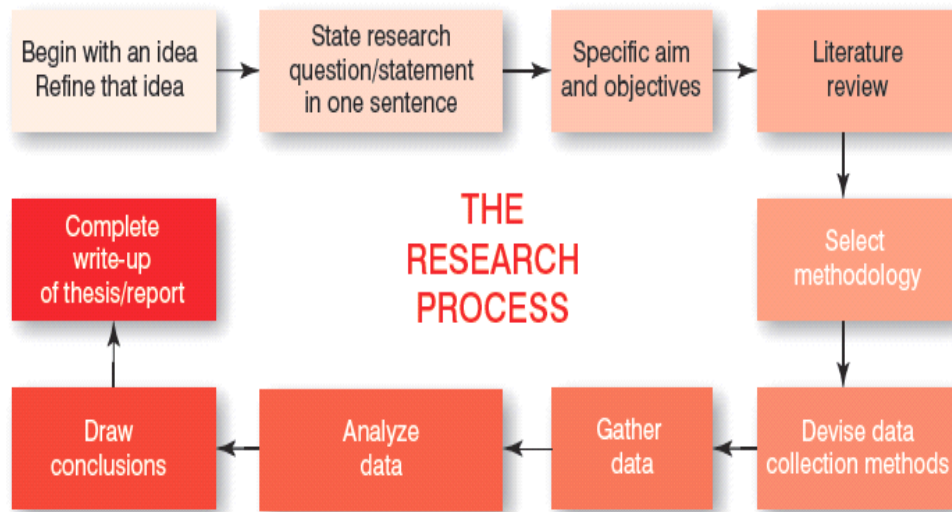 Begin with an idea
Refine that idea
State research
question/statement
in one sentence
Specific aim
and objectives
Literature
review
THE
RESEARCH
PROCESS
Select
methodology
Devise data
collection methods
Gather
data
Analyze
data
Draw
conclusions
Complete
write-up
of thesis/report